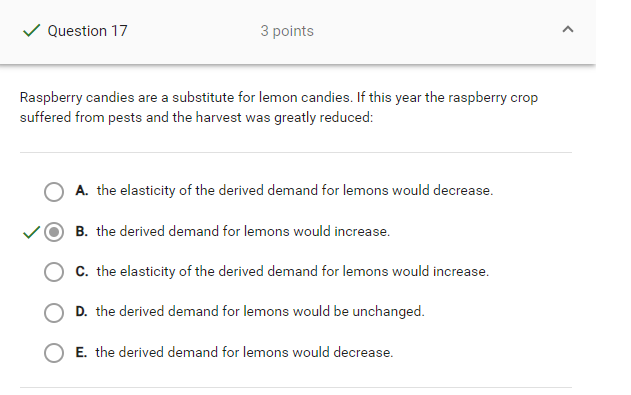 Question 17 3 points
Raspberry candies are a substitute for lemon candies. If this year the raspberry crop
suffered from pests and the harvest was greatly reduced:
A. the elasticity of the derived demand for lemons would decrease.
B. the derived demand for lemons would increase.
C. the elasticity of the derived demand for lemons would increase.
D. the derived demand for lemons would be unchanged.
E. the derived demand for lemons would decrease.